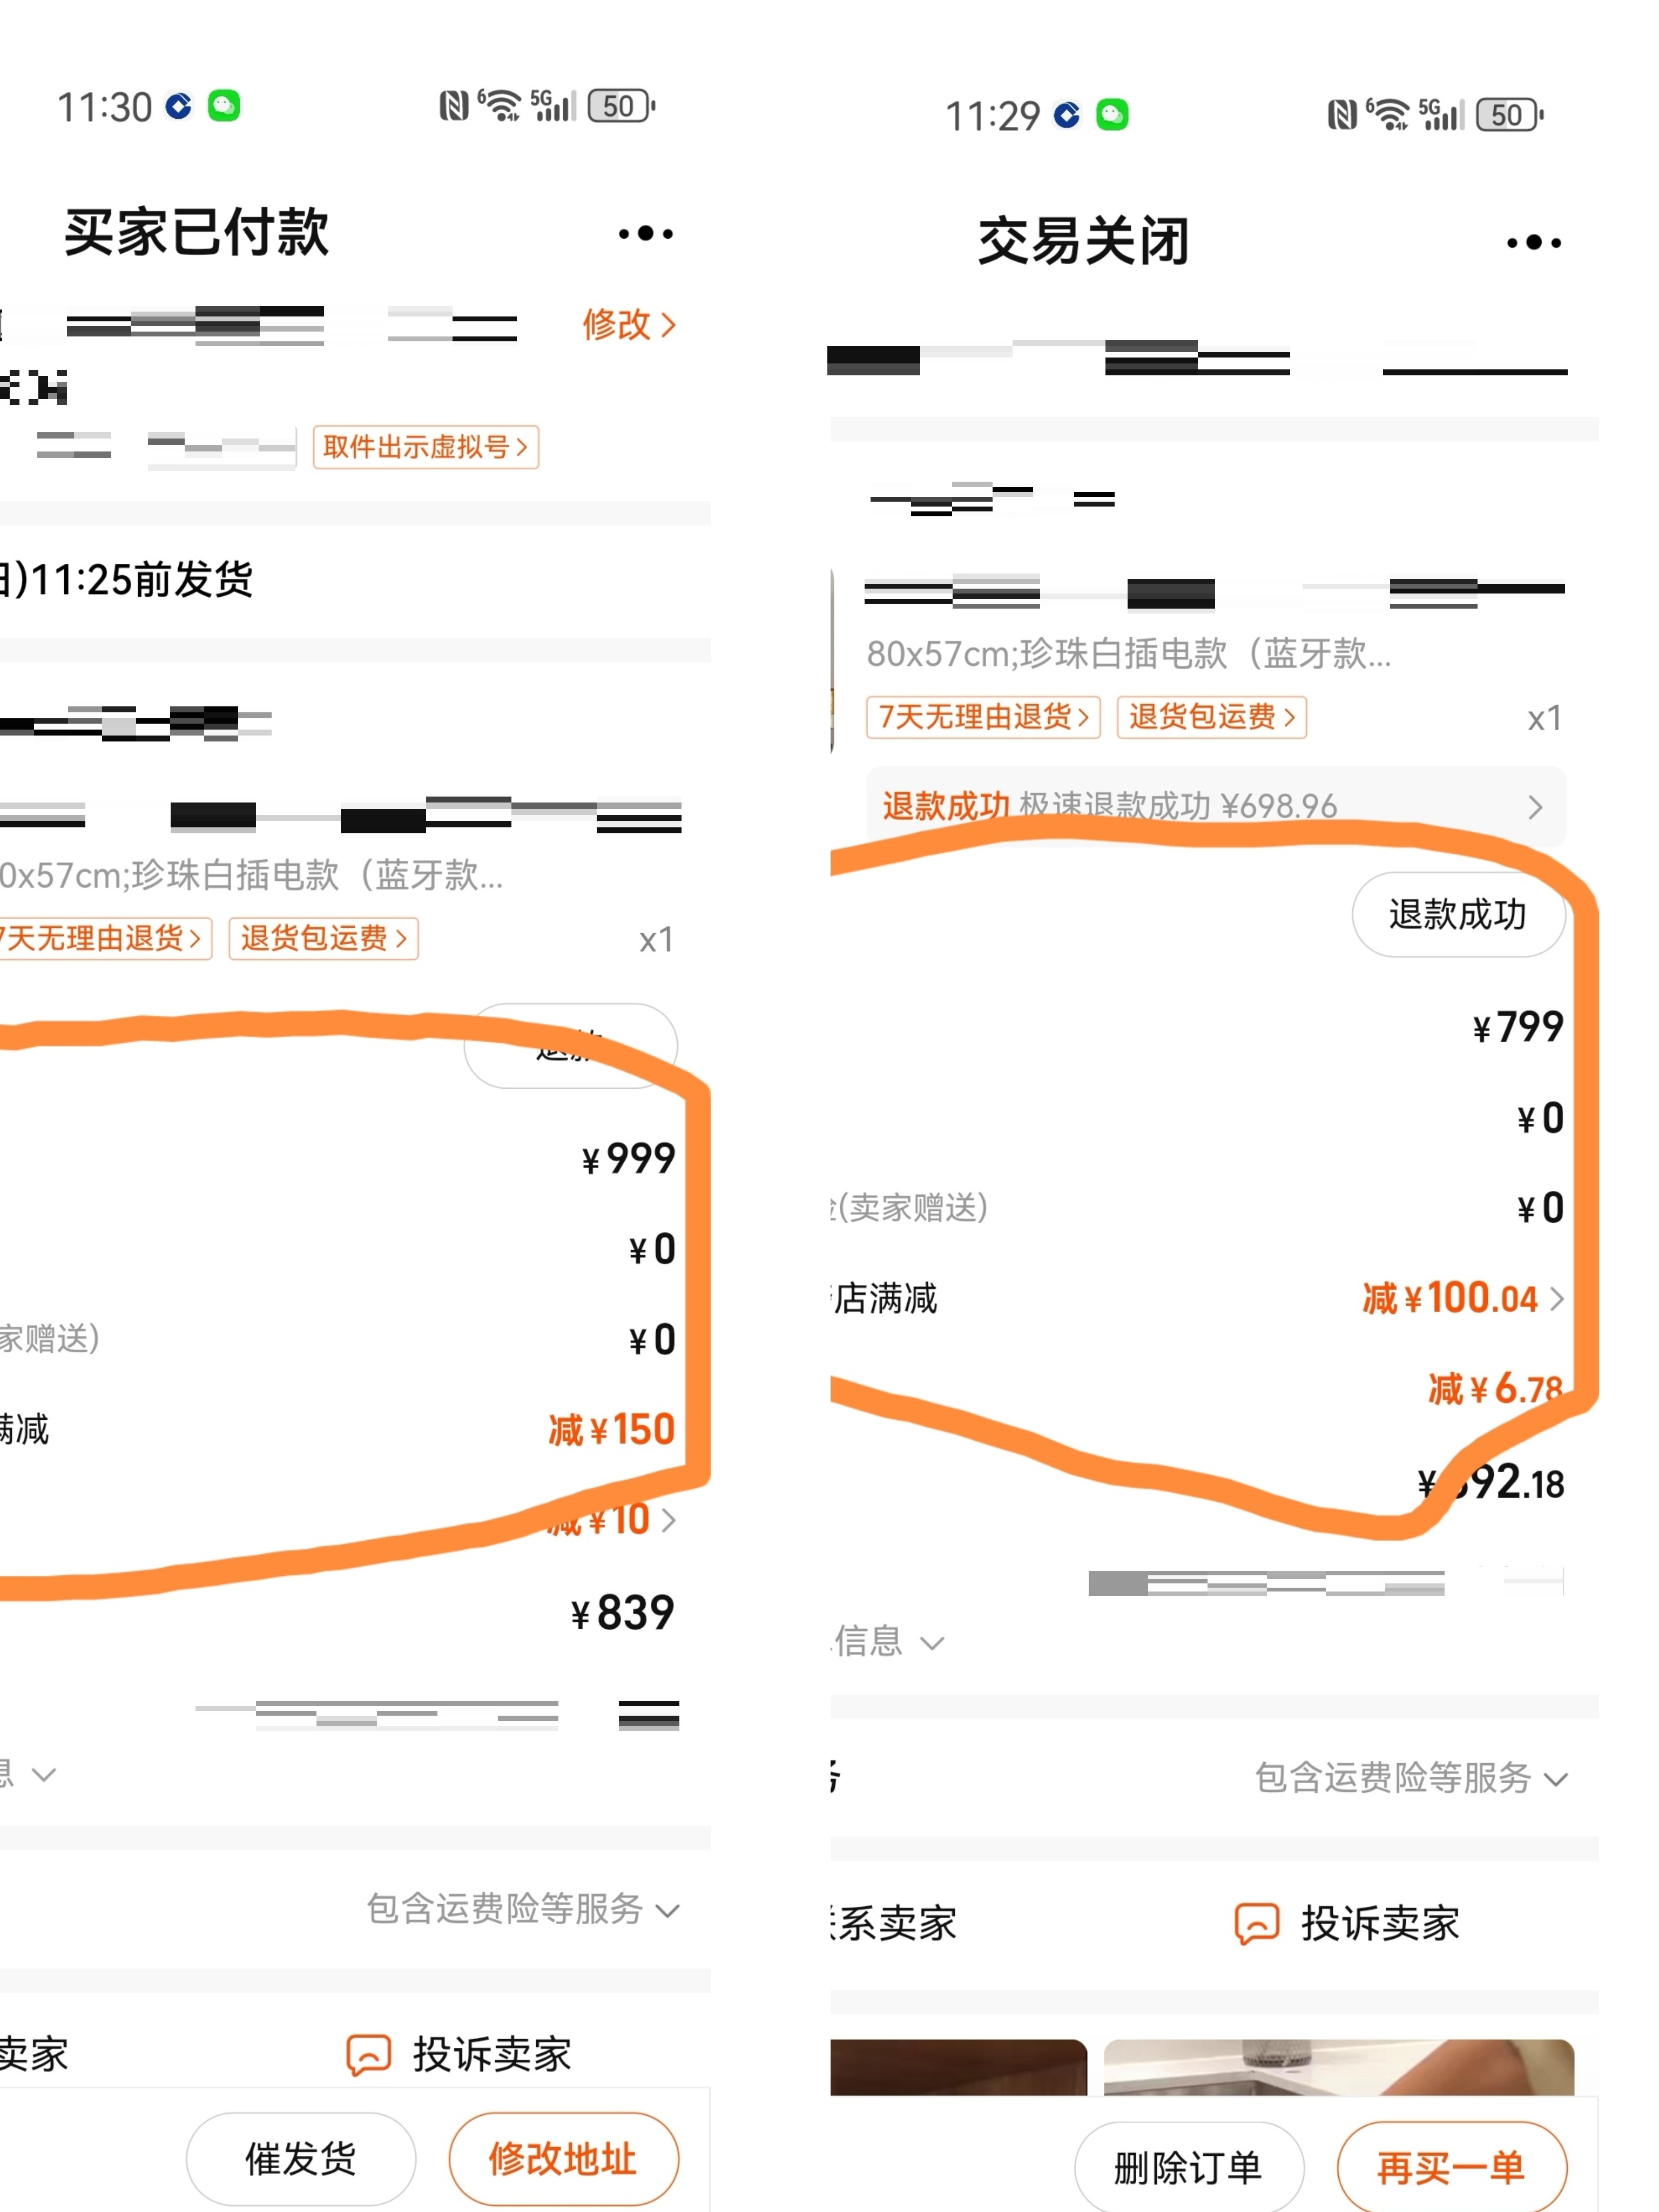 11:30
5G
50
买家已付款
修改
取件出示虚拟号
11:25前发货
0x57cm;珍珠白插电款（蓝牙款...
7天无理由退货
退货包运费
x1
退款
¥999
¥0
家赠送)
¥0
满减
减¥150
减¥10
¥839
息
包含运费险等服务
卖家
投诉卖家
催发货
修改地址
11:29
5G
50
交易关闭
80x57cm;珍珠白插电款（蓝牙款...
7天无理由退货
退货包运费
x1
退款成功 极速退款成功 ¥698.96
退款成功
¥799
¥0
(卖家赠送)
¥0
店满减
减¥100.04
减¥6.78
92.18
信息
包含运费险等服务
系卖家
投诉卖家
删除订单
再买一单